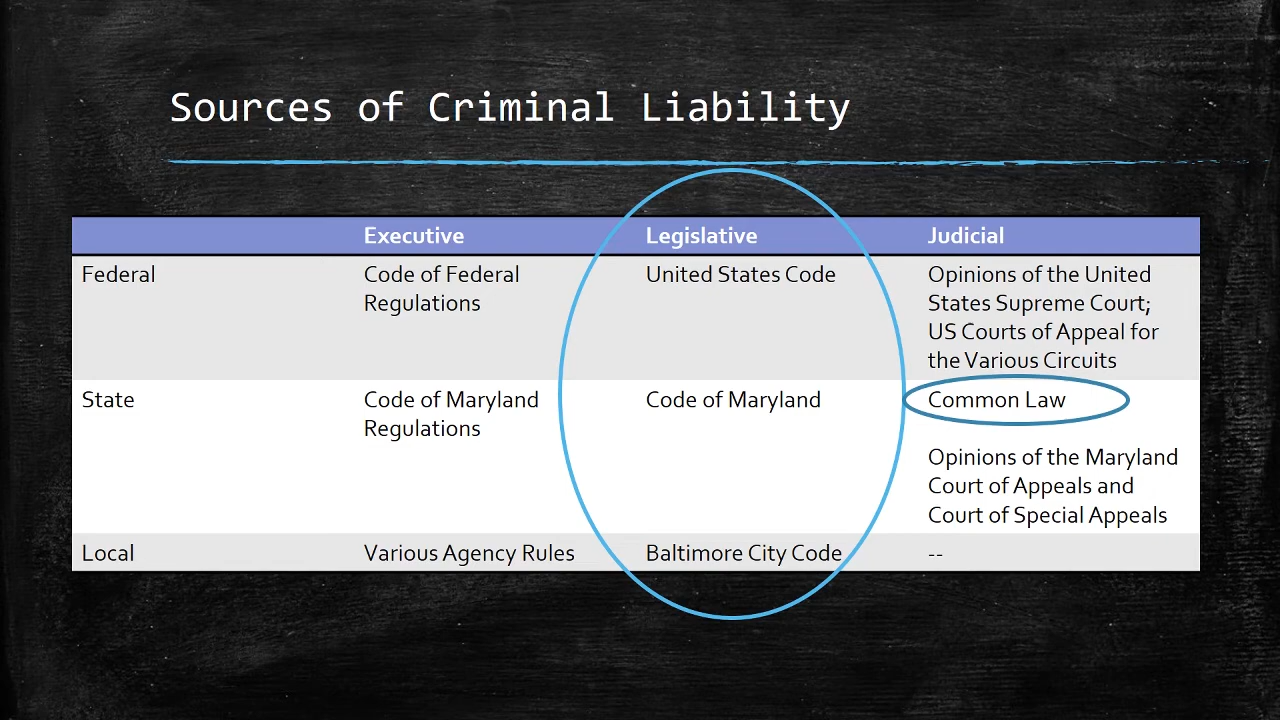 Sources of Criminal Liability
Executive
Legislative
Judicial
Federal
Code of Federal
Regulations
United States Code
Opinions of the United
States Supreme Court;
US Courts of Appeal for
the Various Circuits
State
Code of Maryland
Regulations
Code of Maryland
Common Law
Opinions of the Maryland
Court of Appeals and
Court of Special Appeals
Local
Various Agency Rules
Baltimore City Code
--